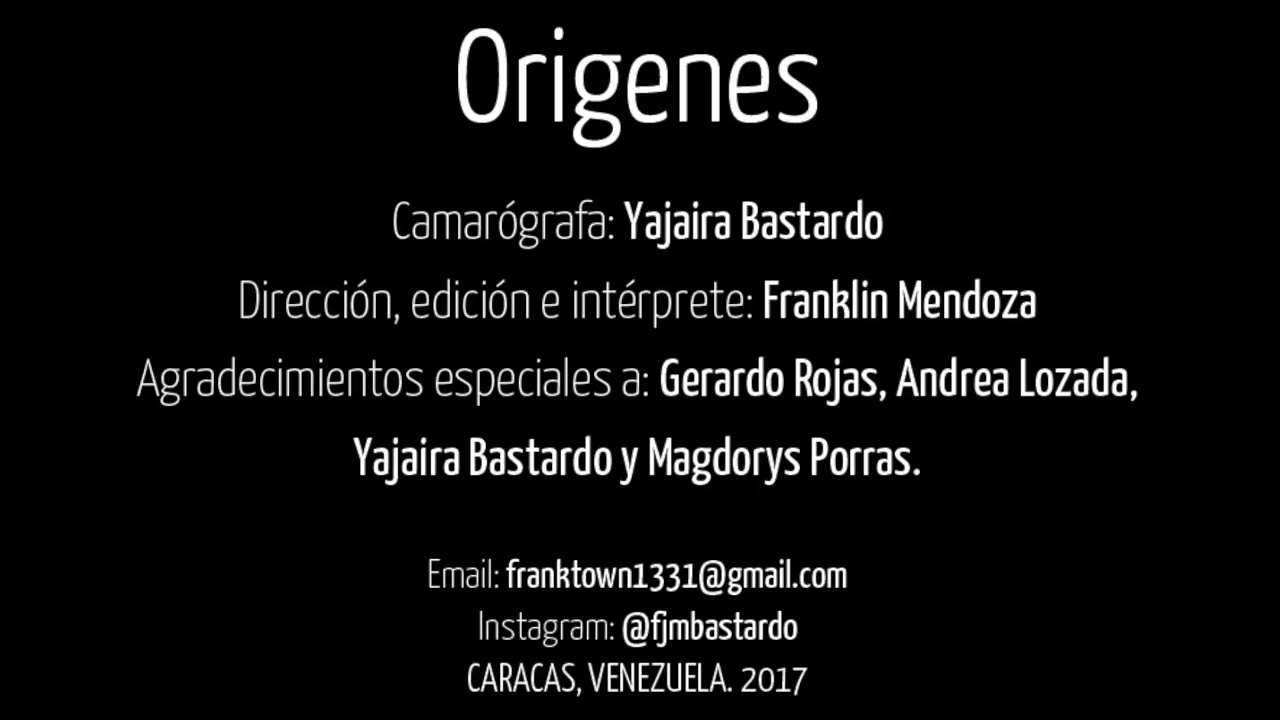 Origenes
Camarógrafa: Yajaira Bastardo
Dirección, edición e intérprete: Franklin Mendoza
Agradecimientos especiales a: Gerardo Rojas, Andrea Lozada,
Yajaira Bastardo y Magdorys Porras.
Email: franktown1331@gmail.com
Instagram: @fjmbastardo
CARACAS, VENEZUELA. 2017